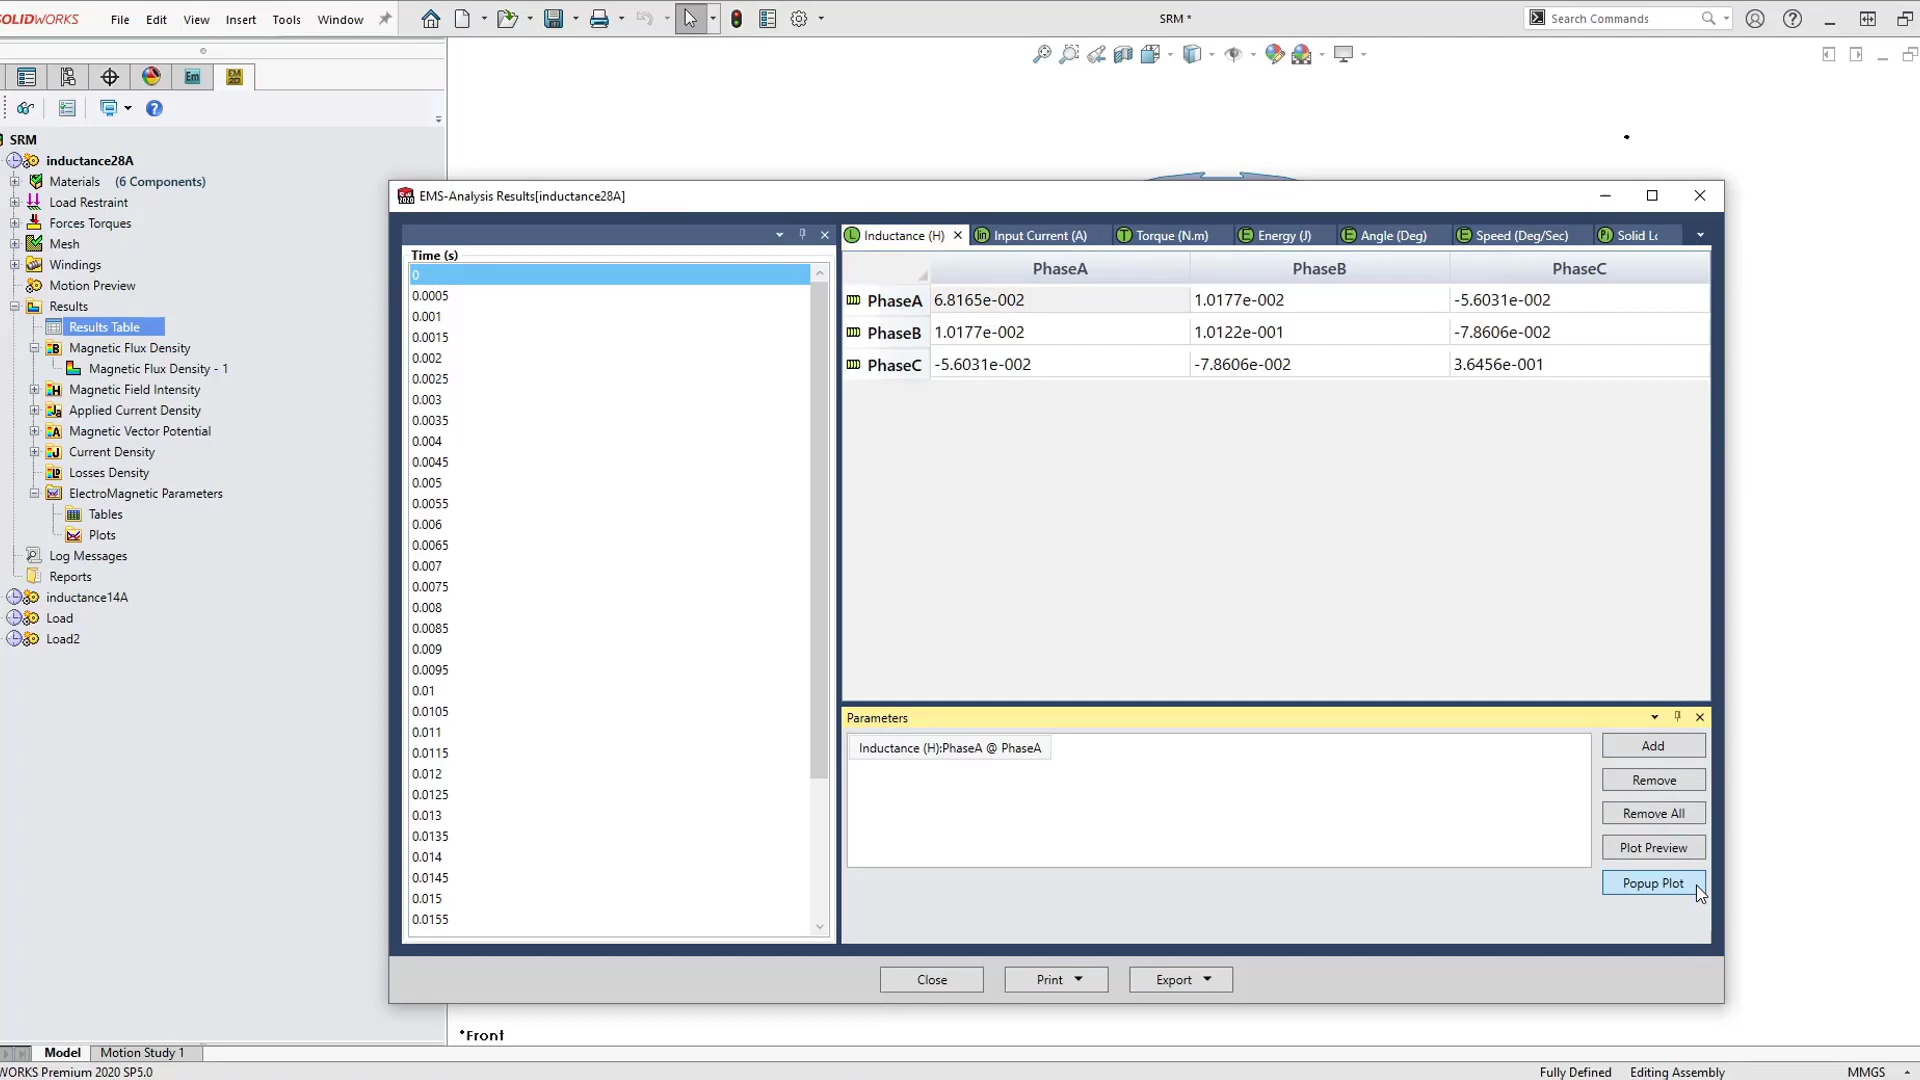 SOLIDWORKS File Edit View Insert Tools Window
SRM *
Search Commands
SRM
inductance28A
Materials (6 Components)
Load Restraint
Forces Torques
Mesh
Windings
Motion Preview
Results
Results Table
Magnetic Flux Density
Magnetic Flux Density - 1
Magnetic Field Intensity
Applied Current Density
Magnetic Vector Potential
Current Density
Losses Density
ElectroMagnetic Parameters
Tables
Plots
Log Messages
Reports
inductance14A
Load
Load2
EMS-Analysis Results[inductance28A]
Time (s)
0
0.0005
0.001
0.0015
0.002
0.0025
0.003
0.0035
0.004
0.0045
0.005
0.0055
0.006
0.0065
0.007
0.0075
0.008
0.0085
0.009
0.0095
0.01
0.0105
0.011
0.0115
0.012
0.0125
0.013
0.0135
0.014
0.0145
0.015
0.0155
Inductance (H) Input Current (A) Torque (N.m) Energy (J) Angle (Deg) Speed (Deg/Sec) Solid Lo
PhaseA PhaseB PhaseC
PhaseA 6.8165e-002 1.0177e-002 -5.6031e-002
PhaseB 1.0177e-002 1.0122e-001 -7.8606e-002
PhaseC -5.6031e-002 -7.8606e-002 3.6456e-001
Parameters
Inductance (H):PhaseA @ PhaseA
Add
Remove
Remove All
Plot Preview
Popup Plot
Close Print Export
*Front
Model Motion Study 1
WORKS Premium 2020 SP5.0
Fully Defined Editing Assembly MMGS